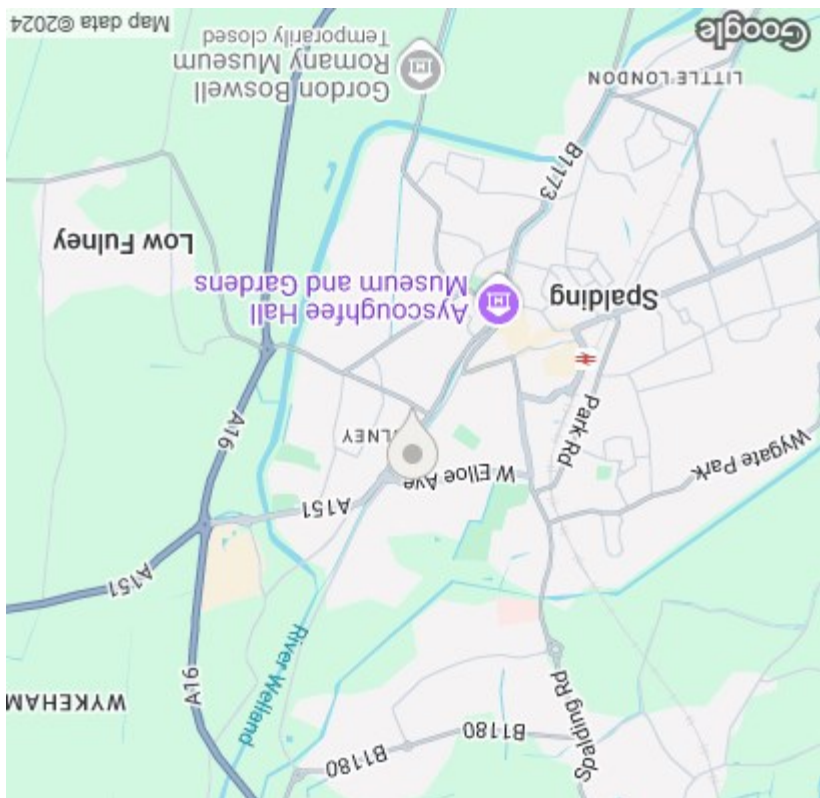 B1180
Spalding Rd
B1180
WYKEHAM
A16
River Welland
A151
A151
W Elloe Ave
Wygate Park
Park Rd
A16
Ayscoughfee Hall
Museum and Gardens
Spalding
Low Fulney
B1173
Gordon Boswell
Romany Museum
Temporarily closed
LITTLE LONDON
Google
Map data ©2024